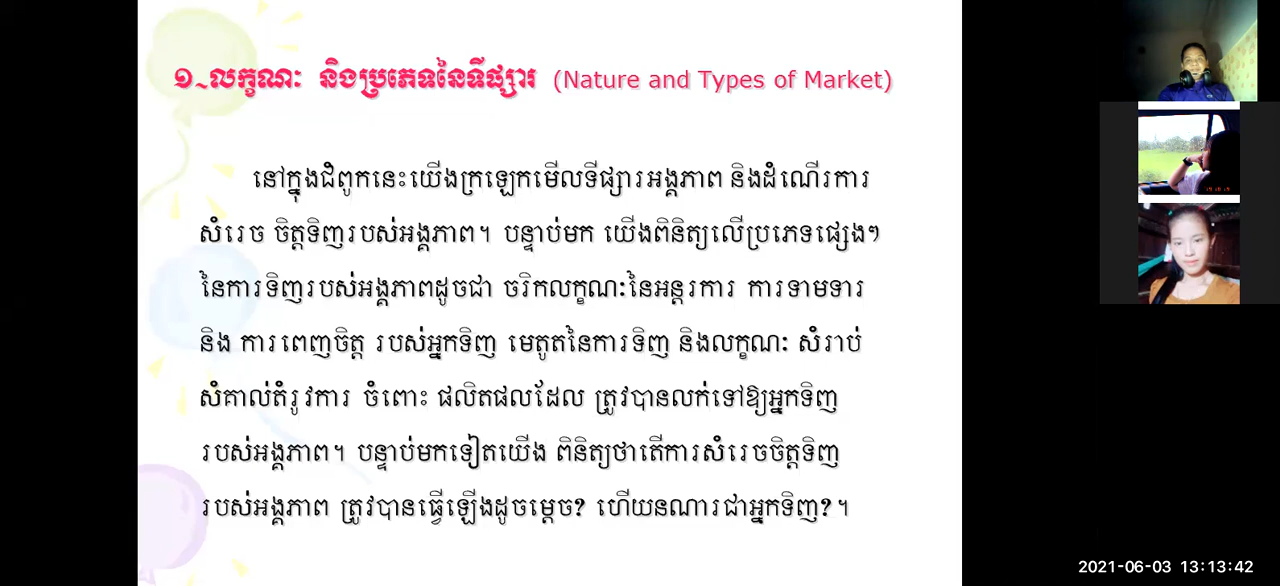 ១~លក្ខណៈ និងប្រភេទនៃទីផ្សារ (Nature and Types of Market)
នៅក្នុងជំពូកនេះយើងក្រឡេកមើលទីផ្សារអង្គភាព និងដំណើរការ
សំរេច ចិត្តទិញរបស់អង្គភាព។ បន្ទាប់មក យើងពិនិត្យលើប្រភេទផ្សេងៗ
នៃការទិញរបស់អង្គភាពដូចជា ចរិកលក្ខណៈនៃអន្តរការ ការទាមទារ
និង ការពេញចិត្ត របស់អ្នកទិញ មេតូតនៃការទិញ និងលក្ខណៈ សំរាប់
សំគាល់តំរូវការ ចំពោះ ផលិតផលដែល ត្រូវបានលក់ទៅឱ្យអ្នកទិញ
របស់អង្គភាព។ បន្ទាប់មកទៀតយើង ពិនិត្យថាតើការសំរេចចិត្តទិញ
របស់អង្គភាព ត្រូវបានធ្វើឡើងដូចម្តេច? ហើយនណារជាអ្នកទិញ?។
2021-06-03 13:13:42